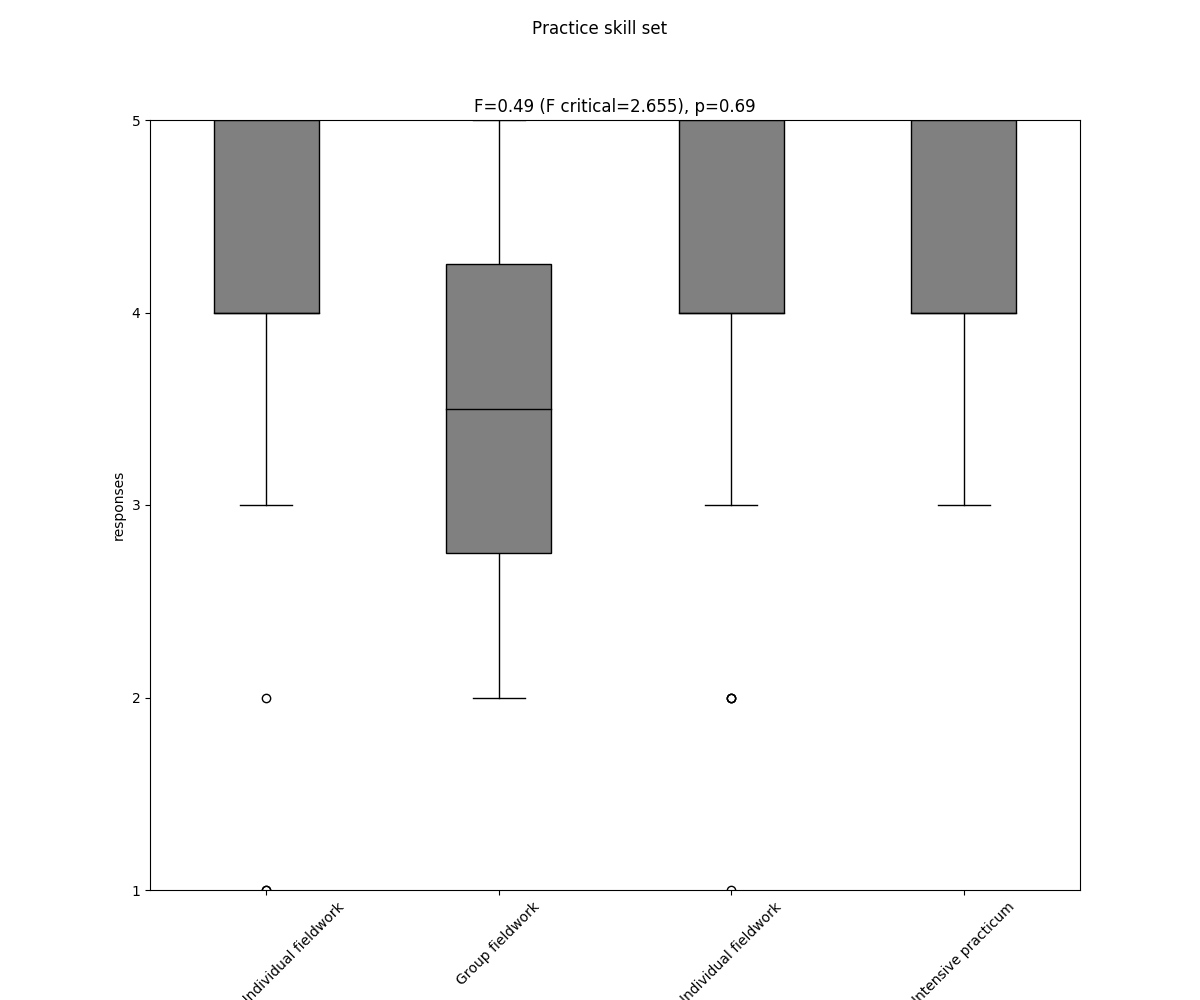 Practice skill set
F=0.49 (F critical=2.655), p=0.69
5
4
3
2
1
responses
Individual fieldwork
Group fieldwork
Individual fieldwork
Intensive practicum